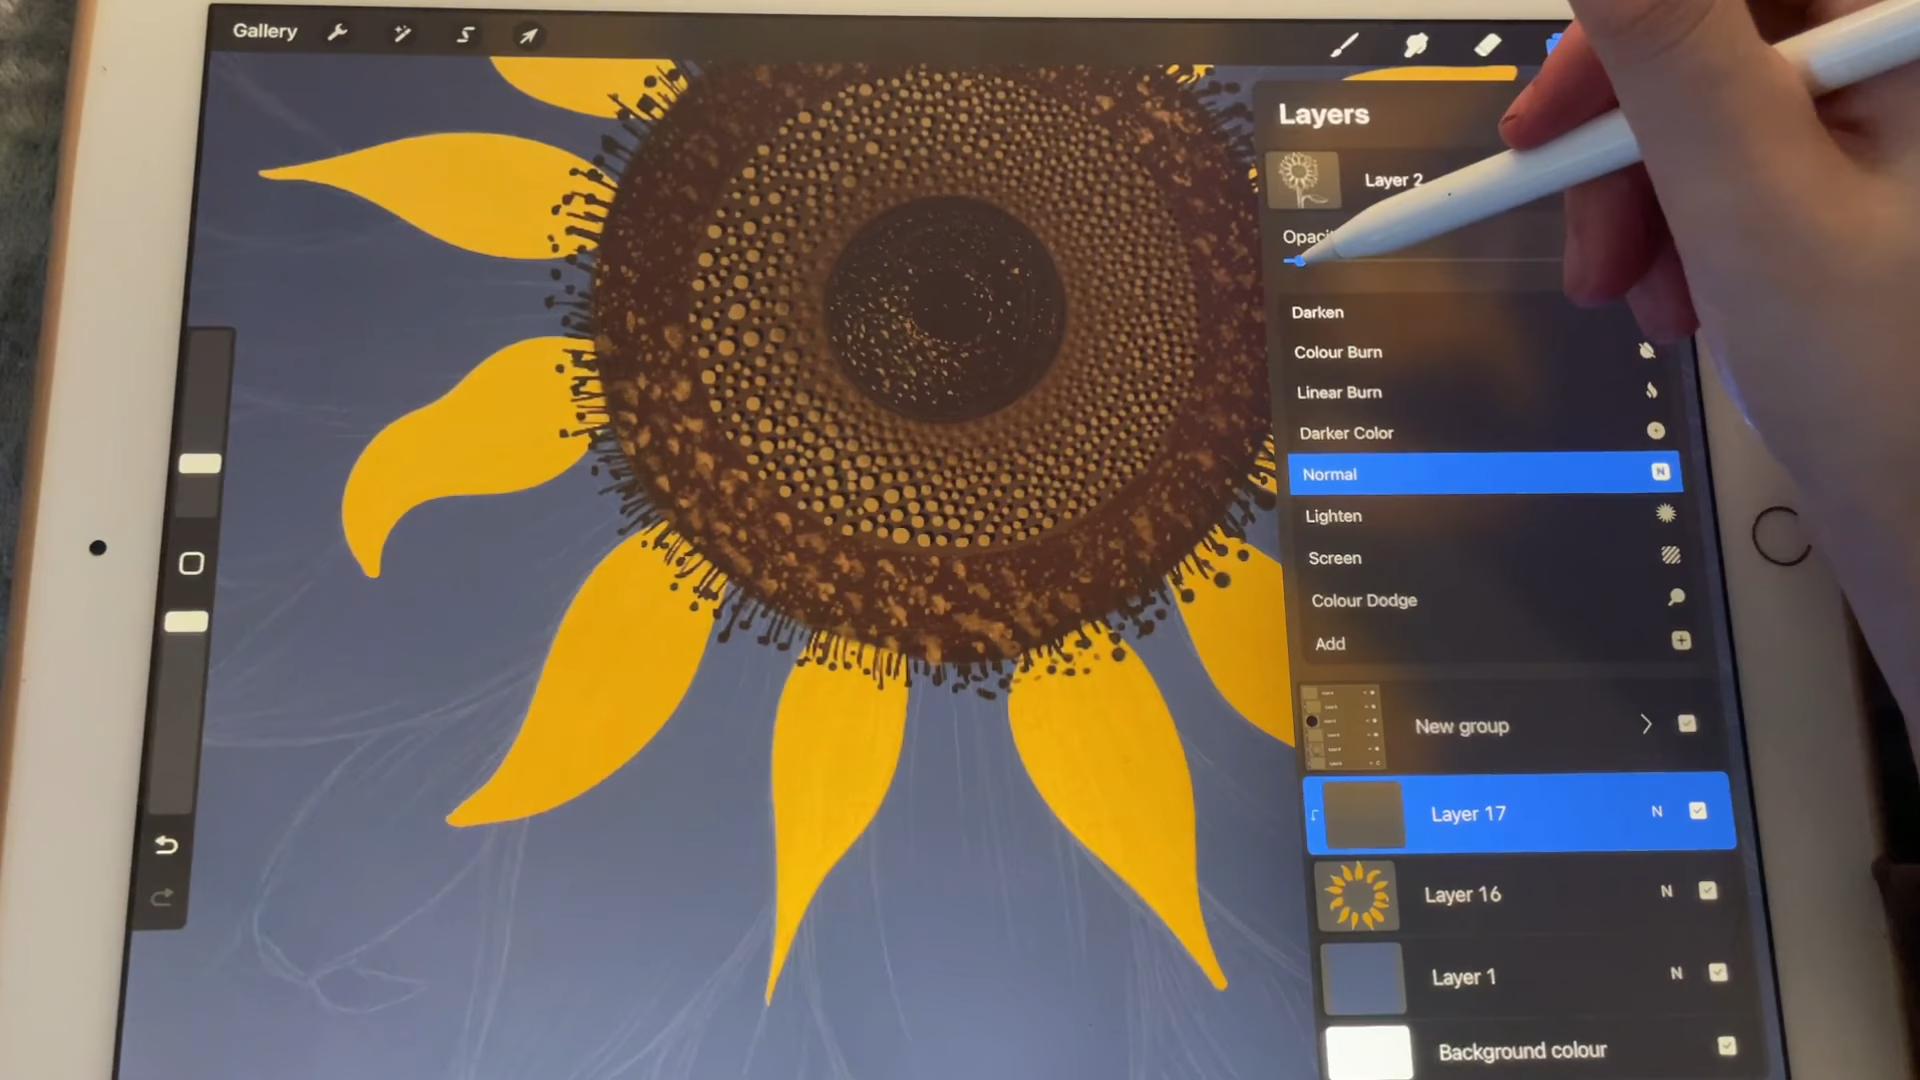 Gallery
Layers
Layer 2
Opaci
Darken
Colour Burn
Linear Burn
Darker Color
Normal N
Lighten
Screen
Colour Dodge
Add
New group
Layer 17 N
Layer 16 N
Layer 1 N
Background colour